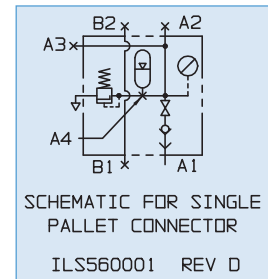 B2 A2
A3
A4
B1 A1
SCHEMATIC FOR SINGLE
PALLET CONNECTOR
ILS560001 REV D